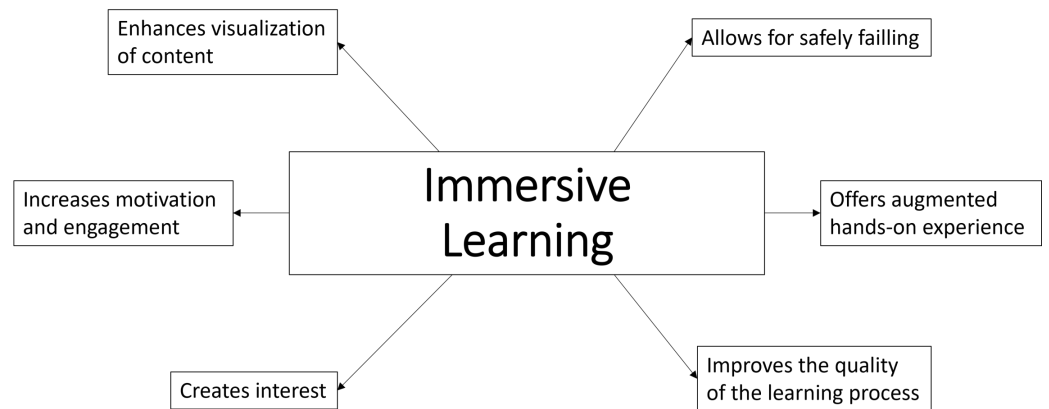 Enhances visualization
of content
Allows for safely failling
Immersive
Learning
Increases motivation
and engagement
Offers augmented
hands-on experience
Creates interest
Improves the quality
of the learning process